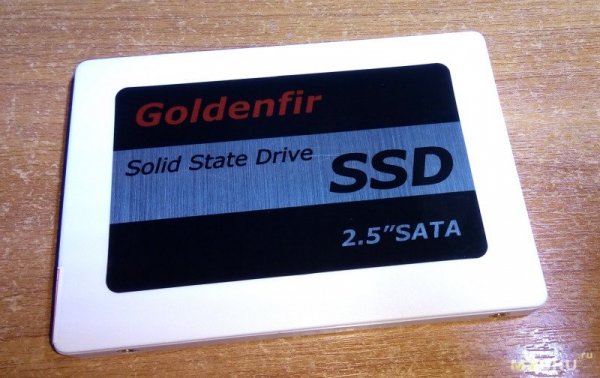 Goldenfir
Solid State Drive
SSD
2.5"SATA